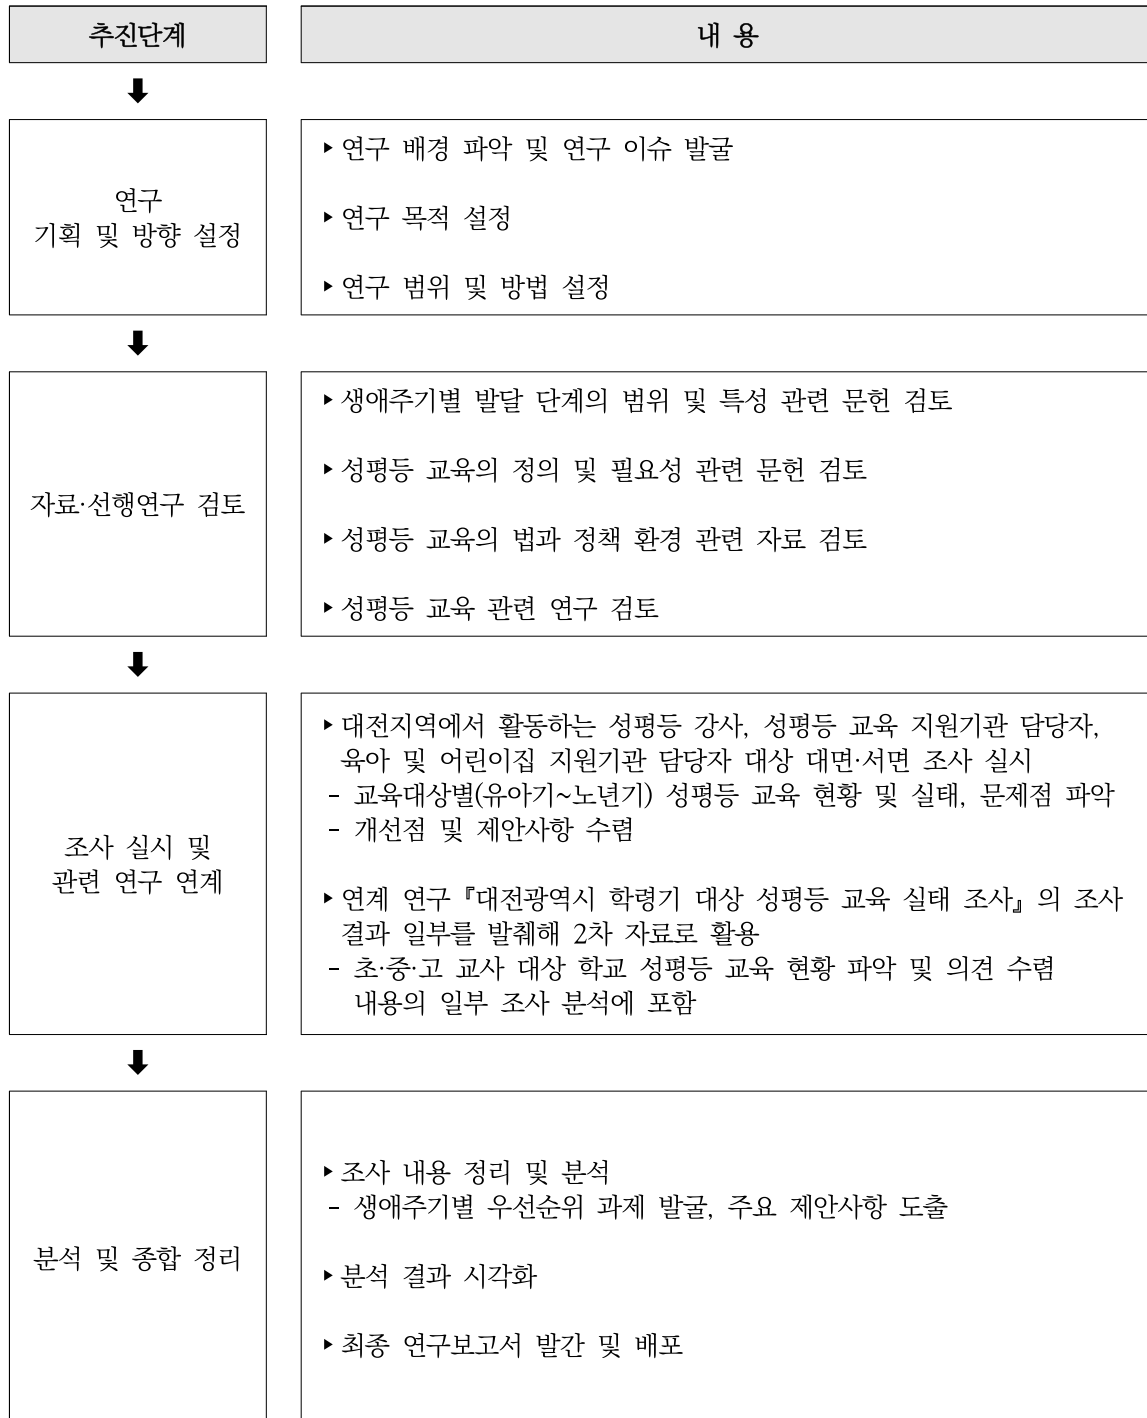 추진단계
내 용
연구
기획 및 방향 설정
▸연구 배경 파악 및 연구 이슈 발굴
▸연구 목적 설정
▸연구 범위 및 방법 설정
자료·선행연구 검토
▸생애주기별 발달 단계의 범위 및 특성 관련 문헌 검토
▸성평등 교육의 정의 및 필요성 관련 문헌 검토
▸성평등 교육의 법과 정책 환경 관련 자료 검토
▸성평등 교육 관련 연구 검토
조사 실시 및
관련 연구 연계
▸대전지역에서 활동하는 성평등 강사, 성평등 교육 지원기관 담당자,
육아 및 어린이집 지원기관 담당자 대상 대면·서면 조사 실시
- 교육대상별(유아기~노년기) 성평등 교육 현황 및 실태, 문제점 파악
- 개선점 및 제안사항 수렴
▸연계 연구『대전광역시 학령기 대상 성평등 교육 실태 조사』의 조사
결과 일부를 발췌해 2차 자료로 활용
- 초·중·고 교사 대상 학교 성평등 교육 현황 파악 및 의견 수렴
내용의 일부 조사 분석에 포함
분석 및 종합 정리
▸조사 내용 정리 및 분석
- 생애주기별 우선순위 과제 발굴, 주요 제안사항 도출
▸분석 결과 시각화
▸최종 연구보고서 발간 및 배포